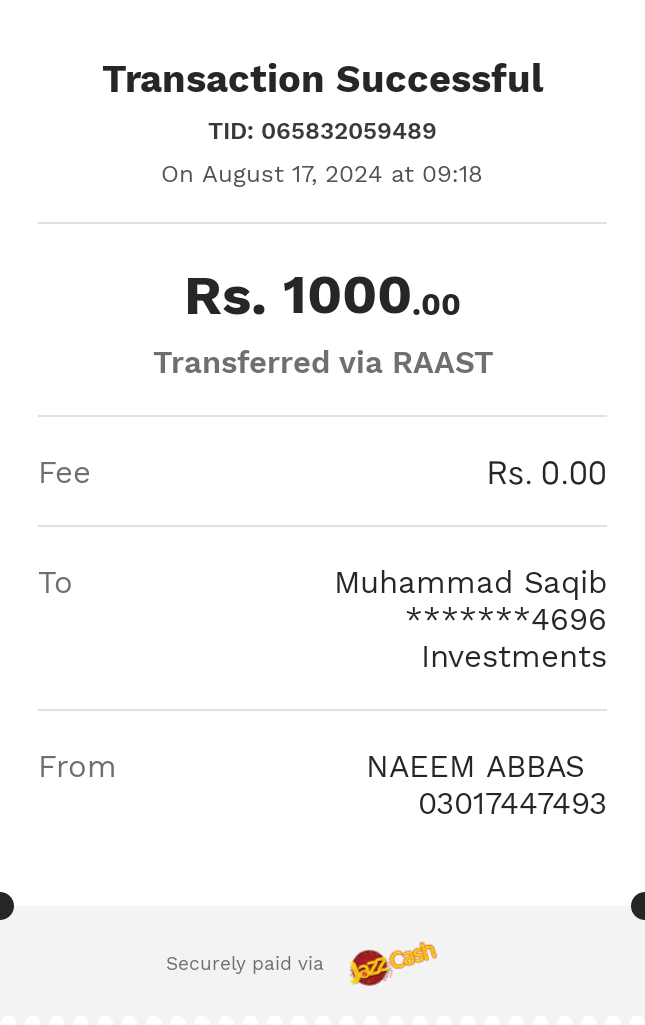 Transaction Successful
TID: 065832059489
On August 17, 2024 at 09:18
Rs. 1000.00
Transferred via RAAST
Fee Rs. 0.00
To Muhammad Saqib
*******4696
Investments
From NAEEM ABBAS
03017447493
Securely paid via JazzCash